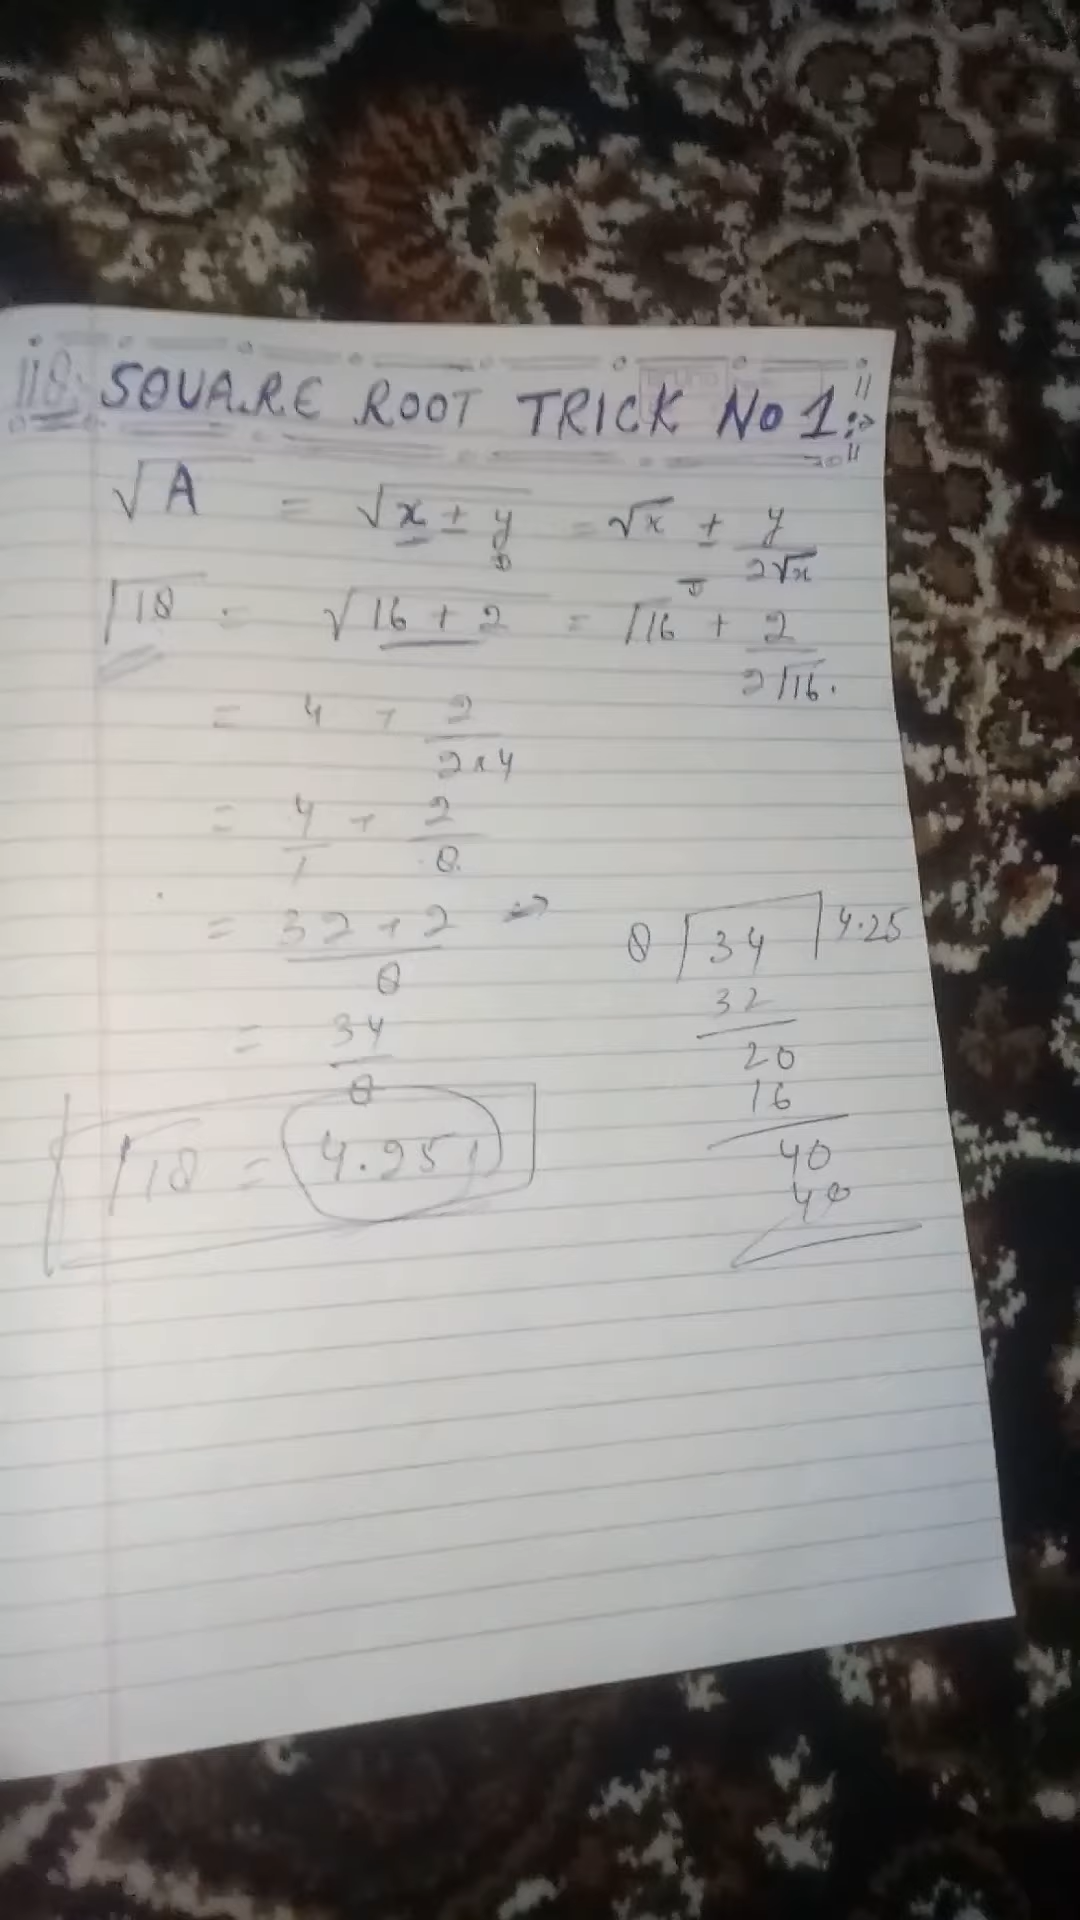 118. SQUARE ROOT TRICK No 1 :->
√A = √x ± y = √x ± y/2√x
√18 = √16 + 2 = √16 + 2/2√16.
= 4 + 2/2×4
= 4/1 + 2/8
= 32 + 2/8 =>
= 34/8
√18 = 4.25
8 | 34 | 4.25
32
20
16
40
40